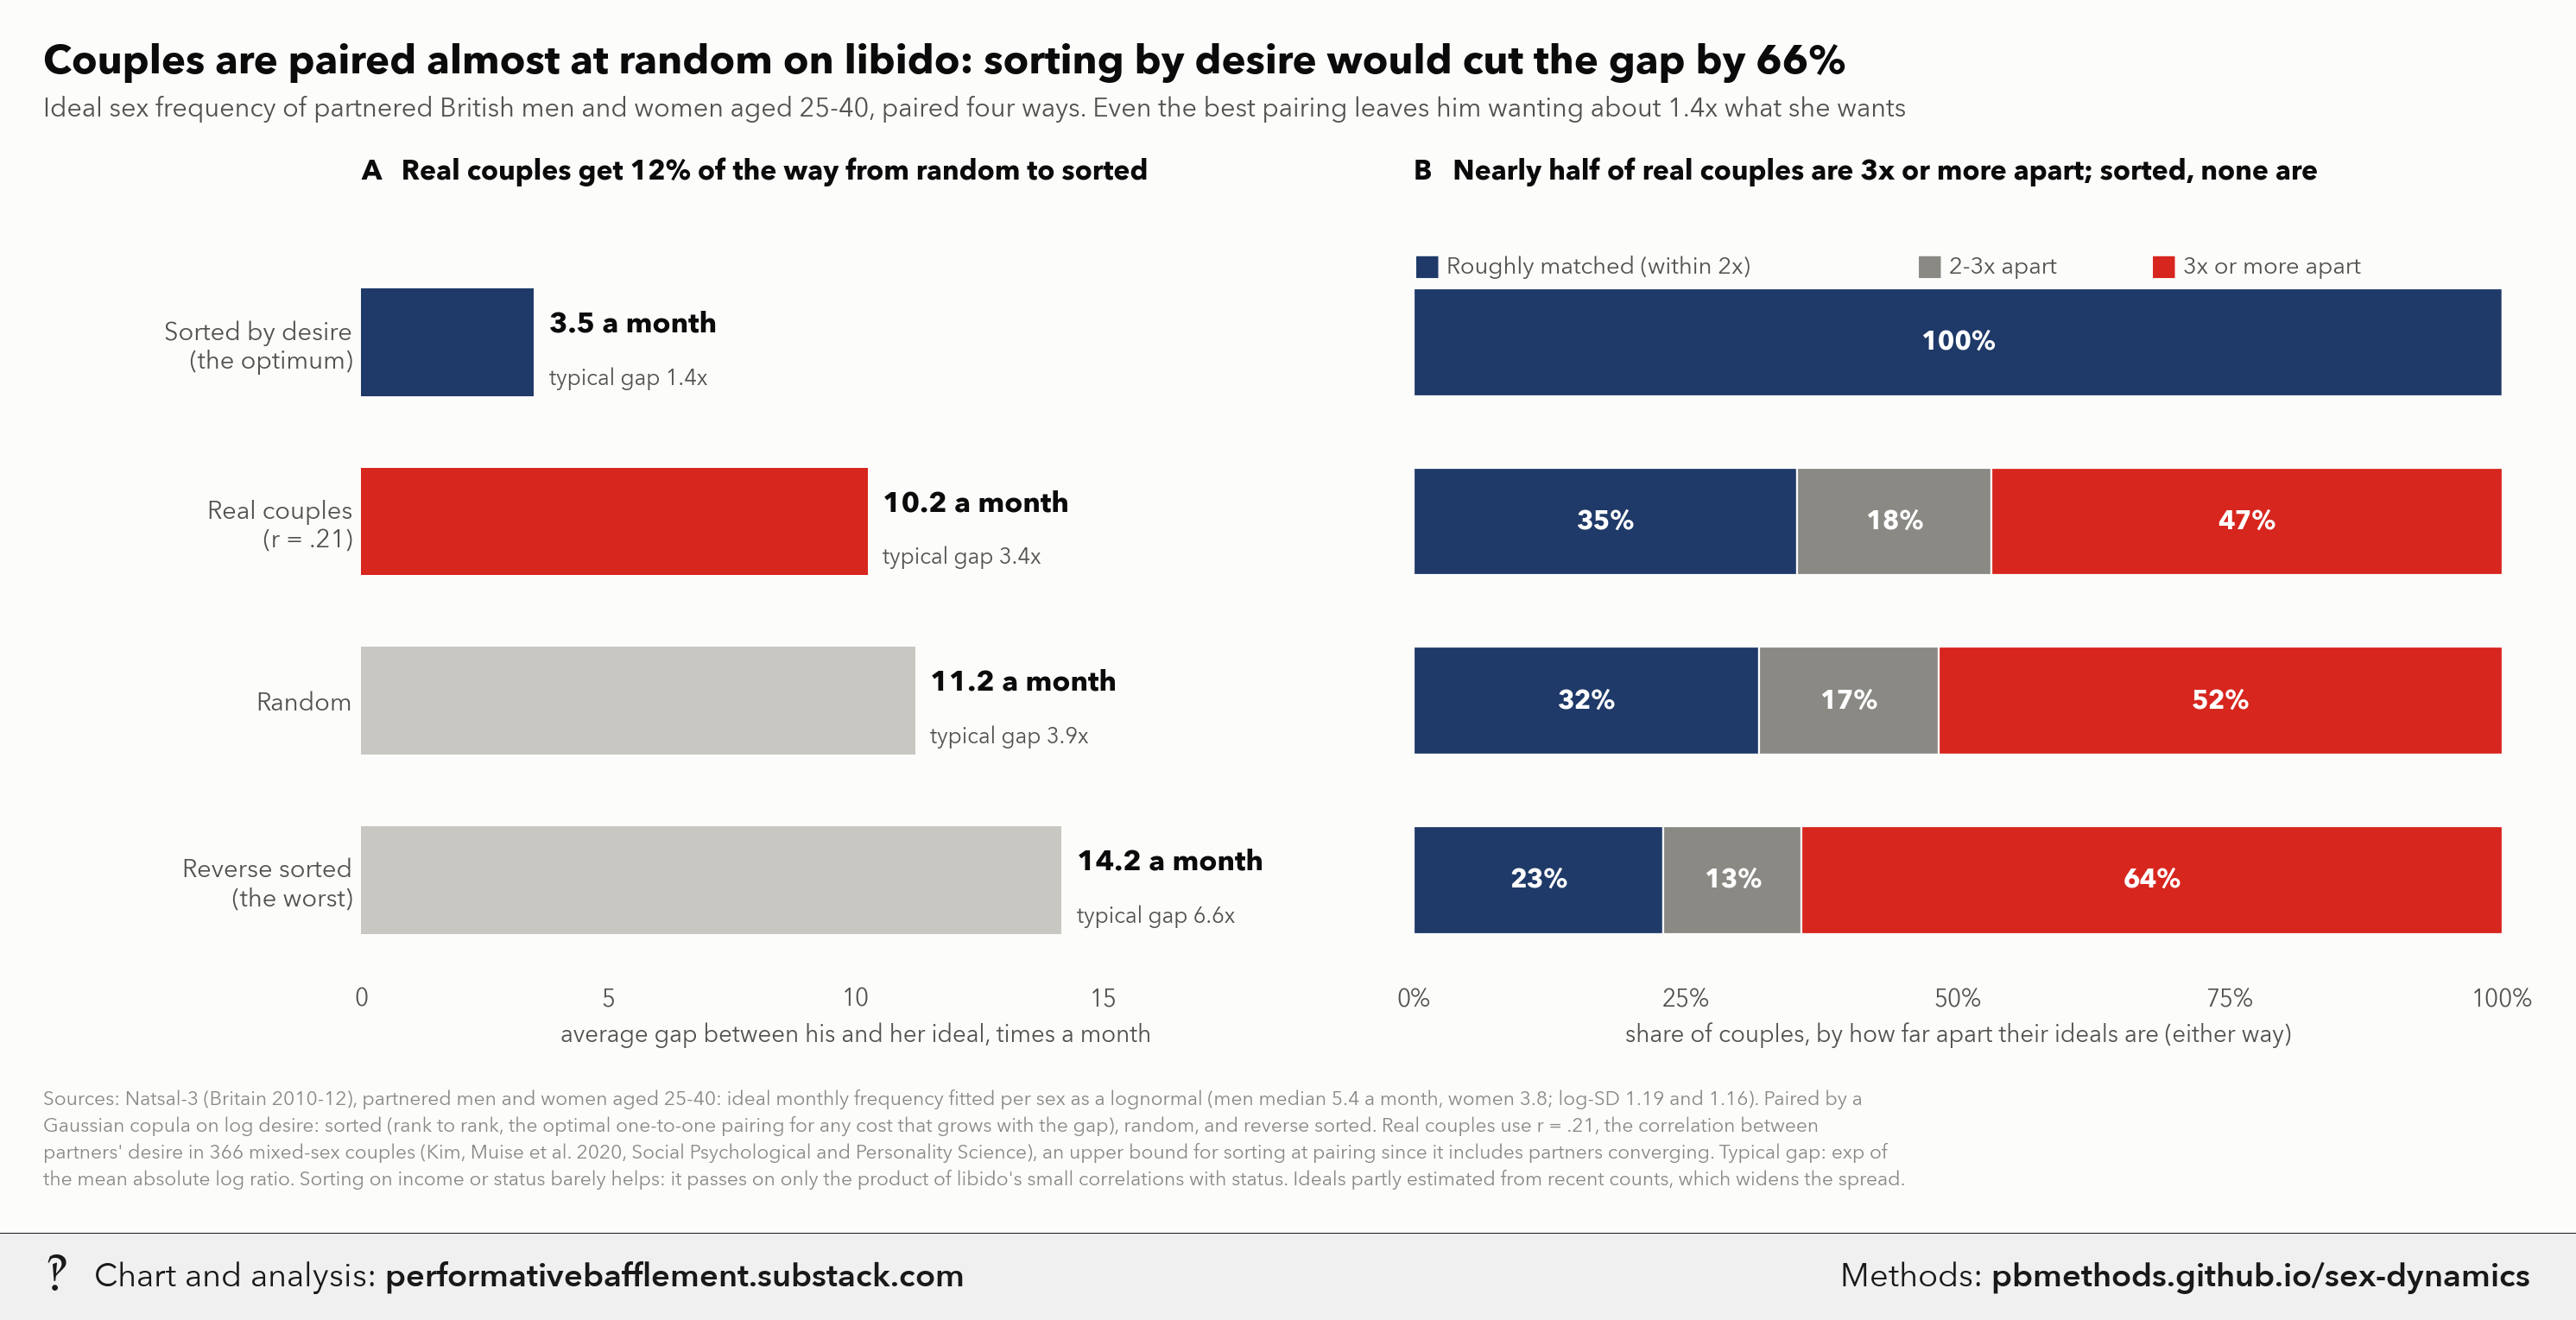 Couples are paired almost at random on libido: sorting by desire would cut the gap by 66%
Ideal sex frequency of partnered British men and women aged 25-40, paired four ways. Even the best pairing leaves him wanting about 1.4x what she wants
A Real couples get 12% of the way from random to sorted
Sorted by desire
(the optimum)
3.5 a month
typical gap 1.4x
Real couples
(r = .21)
10.2 a month
typical gap 3.4x
Random
11.2 a month
typical gap 3.9x
Reverse sorted
(the worst)
14.2 a month
typical gap 6.6x
0 5 10 15
average gap between his and her ideal, times a month
B Nearly half of real couples are 3x or more apart; sorted, none are
Roughly matched (within 2x) 2-3x apart 3x or more apart
100%
35% 18% 47%
32% 17% 52%
23% 13% 64%
0% 25% 50% 75% 100%
share of couples, by how far apart their ideals are (either way)
Sources: Natsal-3 (Britain 2010-12), partnered men and women aged 25-40: ideal monthly frequency fitted per sex as a lognormal (men median 5.4 a month, women 3.8; log-SD 1.19 and 1.16). Paired by a
Gaussian copula on log desire: sorted (rank to rank, the optimal one-to-one pairing for any cost that grows with the gap), random, and reverse sorted. Real couples use r = .21, the correlation between
partners' desire in 366 mixed-sex couples (Kim, Muise et al. 2020, Social Psychological and Personality Science), an upper bound for sorting at pairing since it includes partners converging. Typical gap: exp of
the mean absolute log ratio. Sorting on income or status barely helps: it passes on only the product of libido's small correlations with status. Ideals partly estimated from recent counts, which widens the spread.
‽ Chart and analysis: performativebafflement.substack.com
Methods: pbmethods.github.io/sex-dynamics